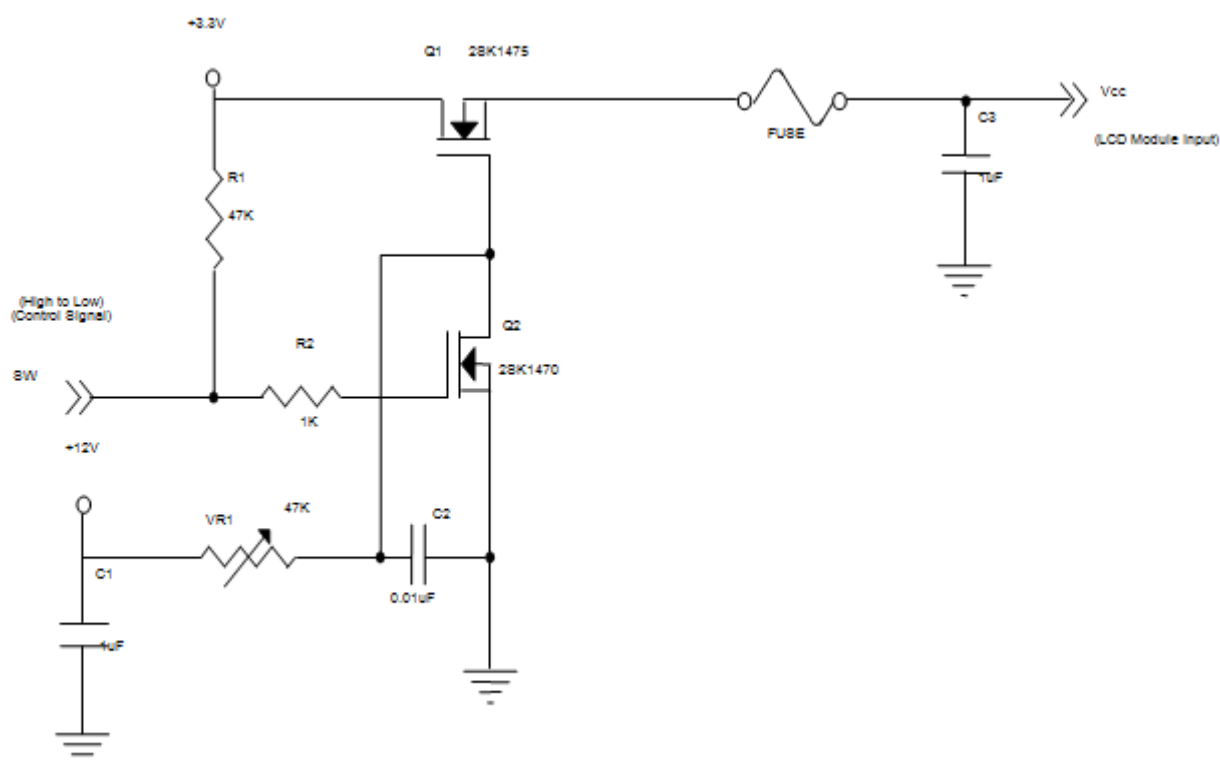 +3.3V
Q1 2SK1475
Vcc
C3
FUSE
(LCD Module Input)
R1
1uF
47K
(High to Low)
(Control Signal)
Q2
R2
SW
2SK1470
1K
+12V
47K
VR1
C2
C1
0.01uF
1uF